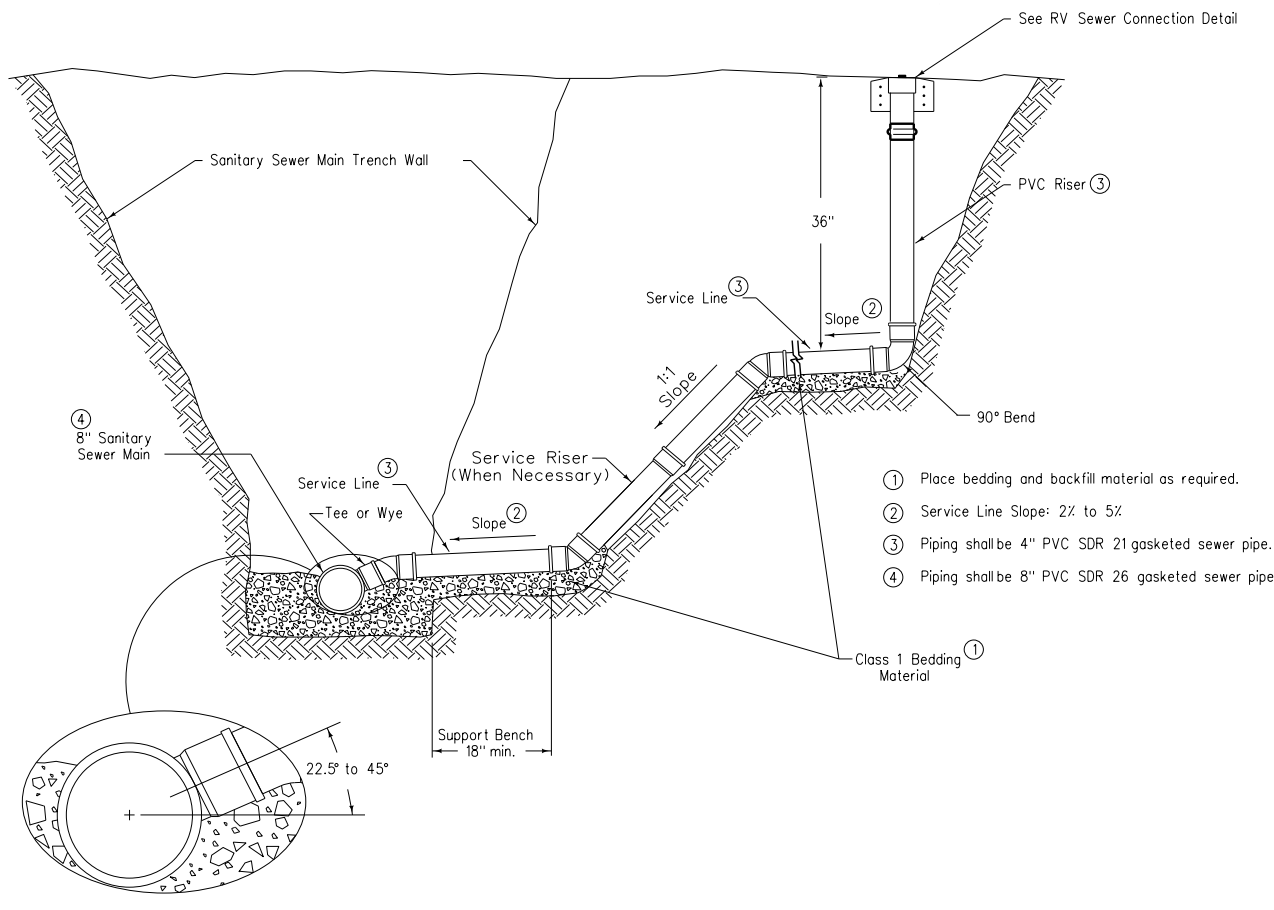 See RV Sewer Connection Detail
Sanitary Sewer Main Trench Wall
PVC Riser 3
36"
Service Line 3
Slope 2
1:1
Slope
90° Bend
4
8" Sanitary
Sewer Main
Service Riser
(When Necessary)
Service Line 3
Tee or Wye
Slope 2
1 Place bedding and backfill material as required.
2 Service Line Slope: 2% to 5%
3 Piping shall be 4" PVC SDR 21 gasketed sewer pipe.
4 Piping shall be 8" PVC SDR 26 gasketed sewer pipe
Class 1 Bedding 1
Material
Support Bench
18" min.
22.5° to 45°